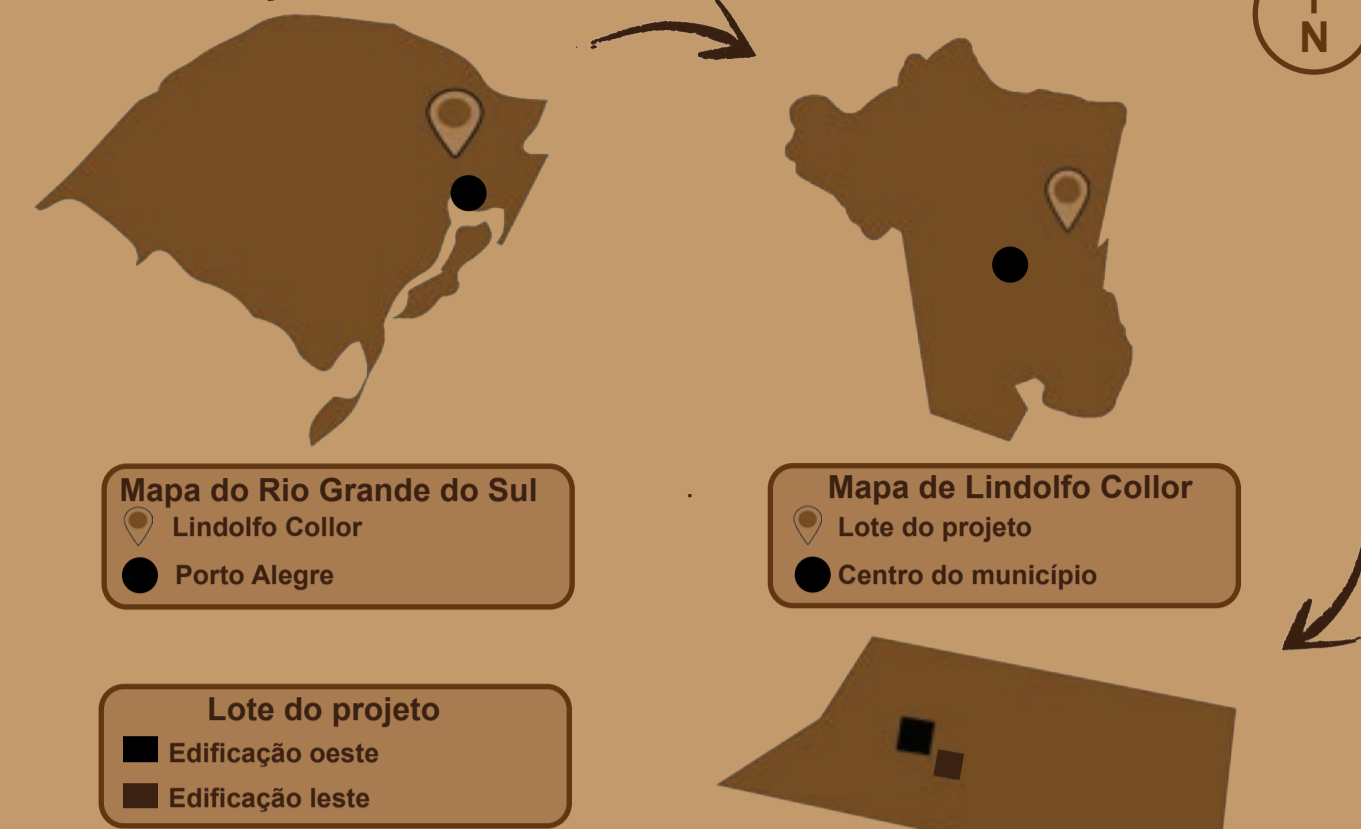 N
Mapa do Rio Grande do Sul
Lindolfo Collor
Porto Alegre
Mapa de Lindolfo Collor
Lote do projeto
Centro do município
Lote do projeto
Edificação oeste
Edificação leste